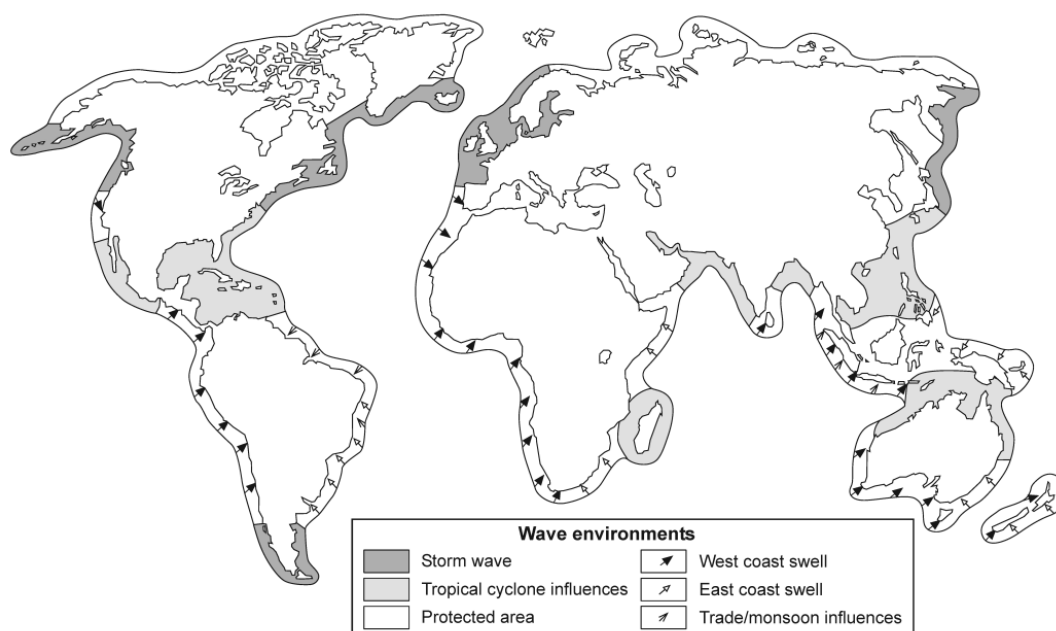 Wave environments
Storm wave
Tropical cyclone influences
Protected area
West coast swell
East coast swell
Trade/monsoon influences